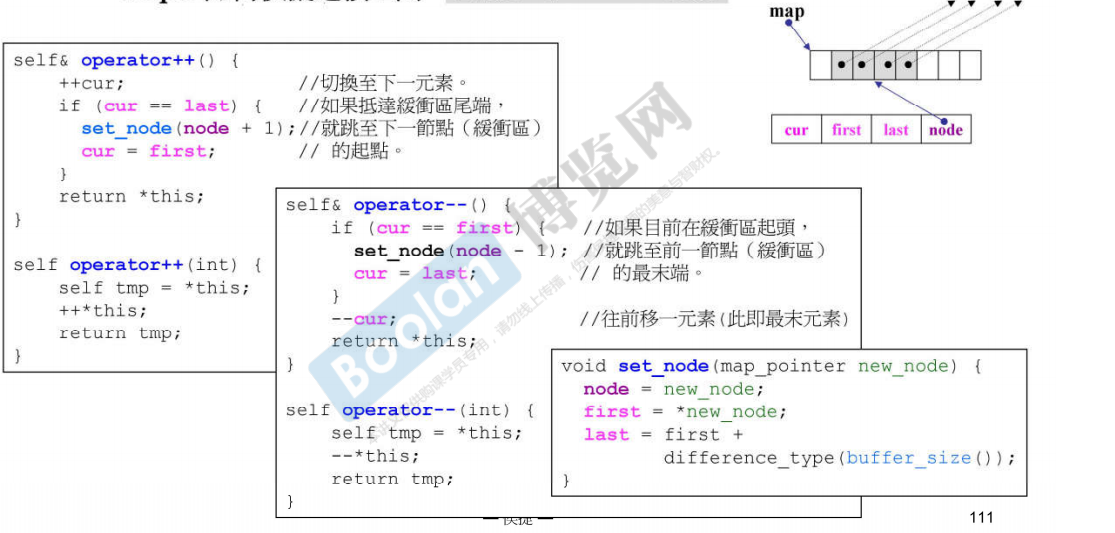 map
self& operator++() {
++cur; //切換至下一元素。
if (cur == last) { //如果抵達緩衝區尾端，
set_node(node + 1);//就跳至下一節點（緩衝區）
cur = first; // 的起點。
}
return *this;
}
self operator++(int) {
self tmp = *this;
++*this;
return tmp;
}
cur first last node
self& operator--() {
if (cur == first) { //如果目前在緩衝區起頭，
set_node(node - 1); //就跳至前一節點（緩衝區）
cur = last; // 的最末端。
}
--cur; //往前移一元素(此即最末元素)
return *this;
}
self operator--(int) {
self tmp = *this;
--*this;
return tmp;
}
void set_node(map_pointer new_node) {
node = new_node;
first = *new_node;
last = first +
difference_type(buffer_size());
}
Boolan 博览网
111